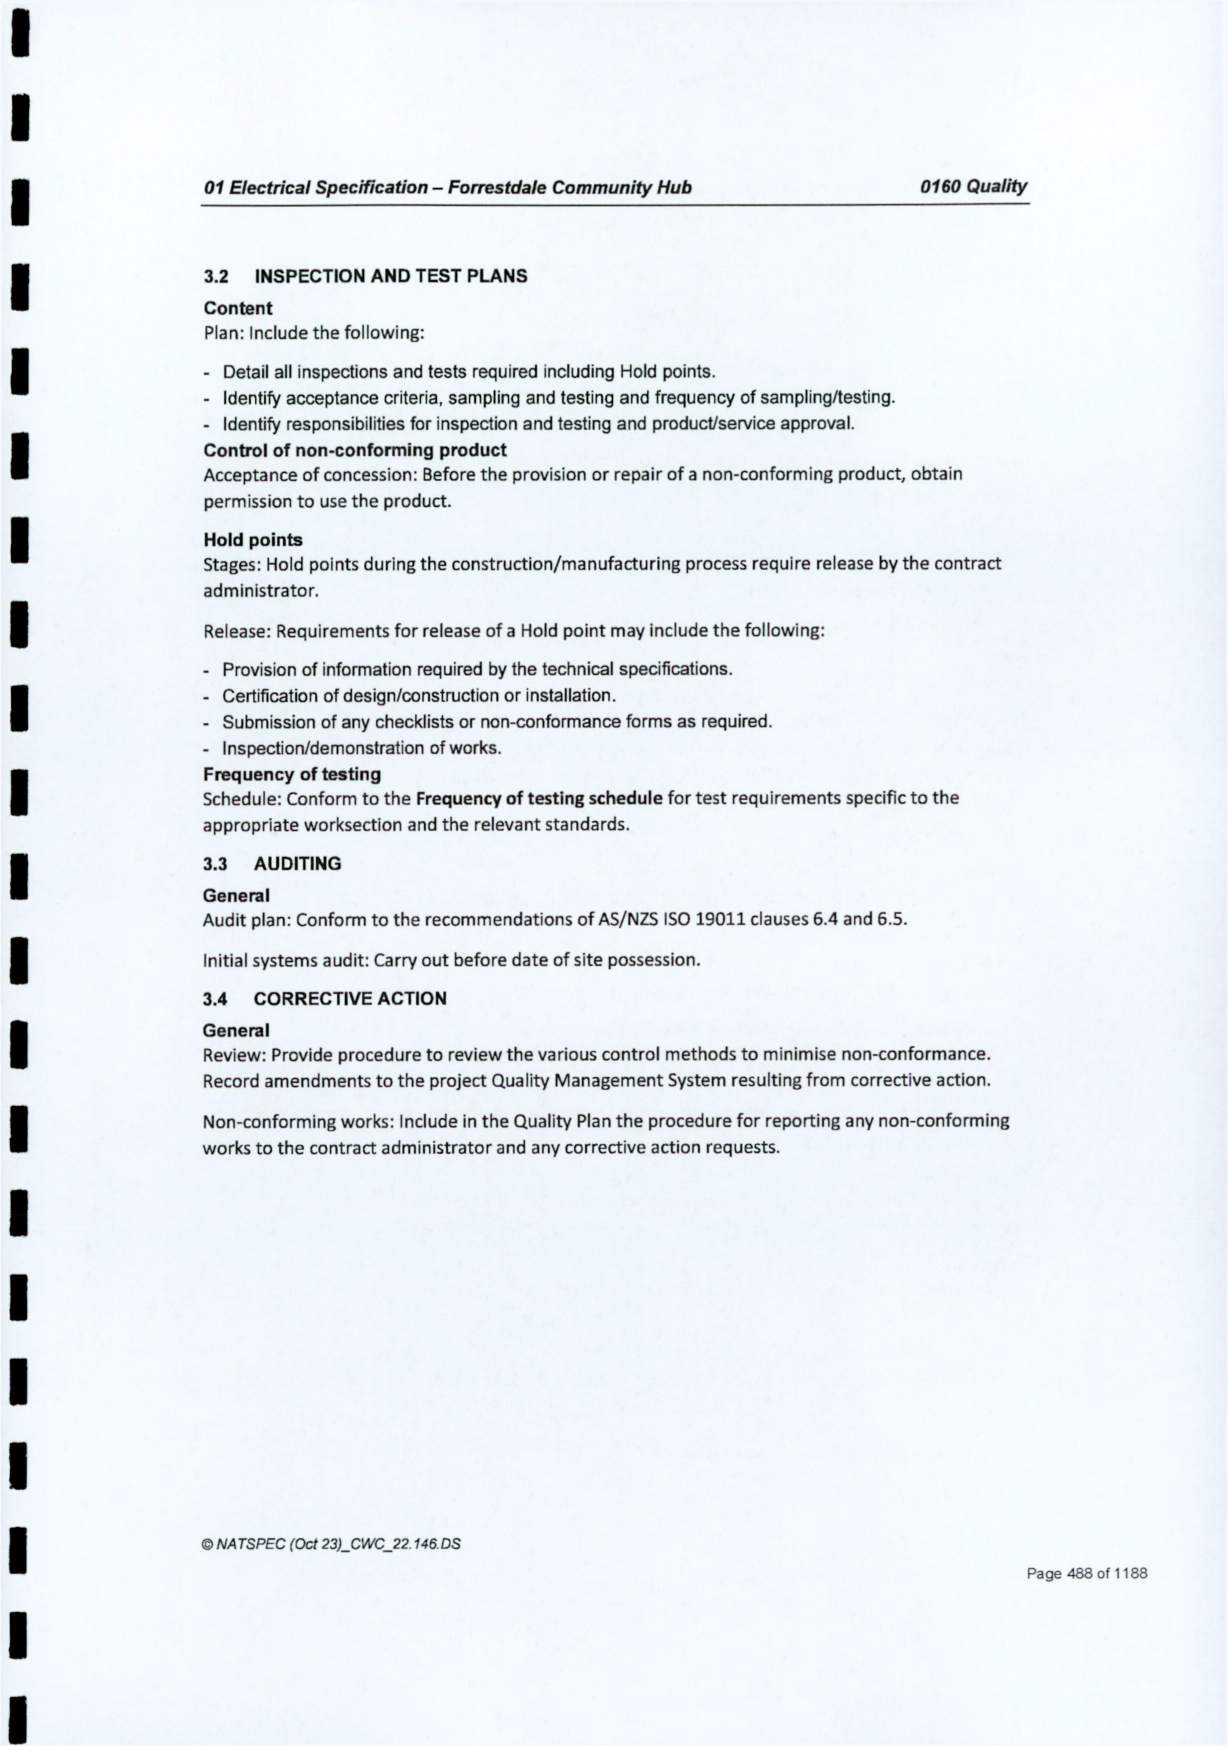 01 Electrical Specification – Forrestdale Community Hub 0160 Quality
3.2 INSPECTION AND TEST PLANS
Content
Plan: Include the following:
- Detail all inspections and tests required including Hold points.
- Identify acceptance criteria, sampling and testing and frequency of sampling/testing.
- Identify responsibilities for inspection and testing and product/service approval.
Control of non-conforming product
Acceptance of concession: Before the provision or repair of a non-conforming product, obtain
permission to use the product.
Hold points
Stages: Hold points during the construction/manufacturing process require release by the contract
administrator.
Release: Requirements for release of a Hold point may include the following:
- Provision of information required by the technical specifications.
- Certification of design/construction or installation.
- Submission of any checklists or non-conformance forms as required.
- Inspection/demonstration of works.
Frequency of testing
Schedule: Conform to the Frequency of testing schedule for test requirements specific to the
appropriate worksection and the relevant standards.
3.3 AUDITING
General
Audit plan: Conform to the recommendations of AS/NZS ISO 19011 clauses 6.4 and 6.5.
Initial systems audit: Carry out before date of site possession.
3.4 CORRECTIVE ACTION
General
Review: Provide procedure to review the various control methods to minimise non-conformance.
Record amendments to the project Quality Management System resulting from corrective action.
Non-conforming works: Include in the Quality Plan the procedure for reporting any non-conforming
works to the contract administrator and any corrective action requests.
© NATSPEC (Oct 23)_CWC_22.146.DS
Page 488 of 1188